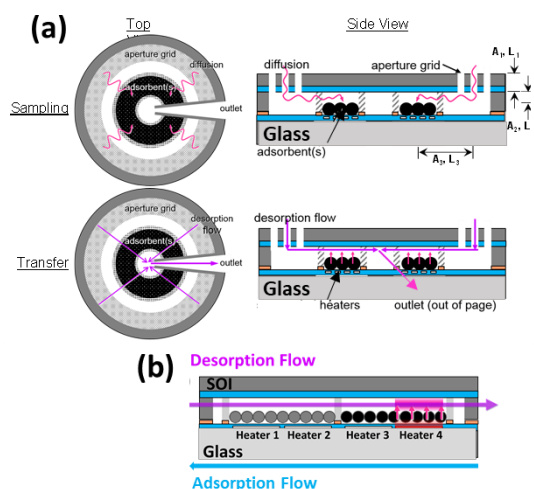 (a)
Top
Side View
aperture grid
diffusion
adsorbent(s)
outlet
Sampling
diffusion
aperture grid
A₁, L₁
A₂, L
A₃, L₃
Glass
adsorbent(s)
aperture grid
desorption
flow
adsorbent(s)
outlet
Transfer
desorption flow
Glass
heaters
outlet (out of page)
(b)
Desorption Flow
SOI
Heater 1 Heater 2 Heater 3 Heater 4
Glass
Adsorption Flow